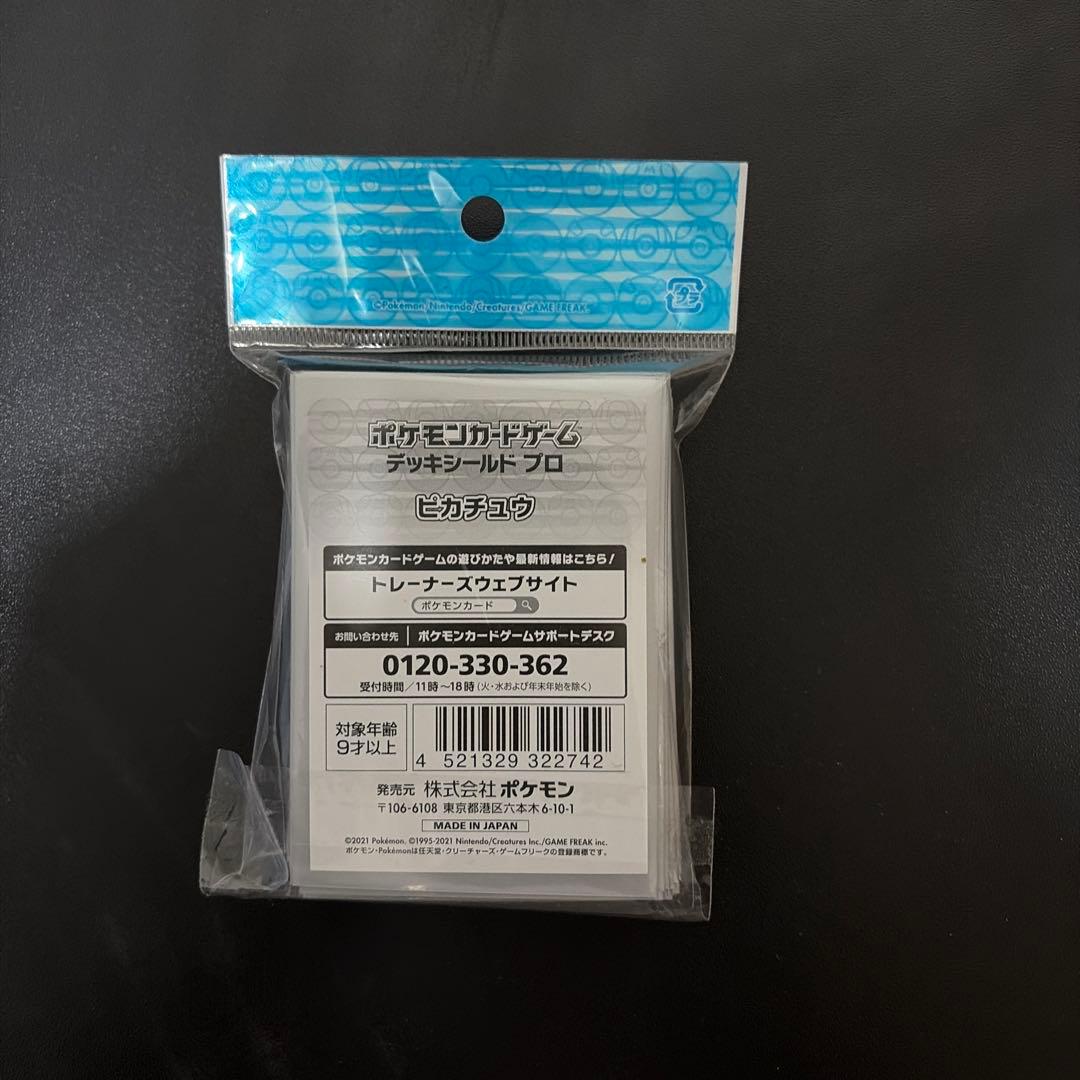 ©Pokémon/Nintendo/Creatures/GAME FREAK
プラ
ポケモンカードゲーム
デッキシールド プロ
ピカチュウ
ポケモンカードゲームの遊びかたや最新情報はこちら!
トレーナーズウェブサイト
ポケモンカード
お問い合わせ先 ポケモンカードゲームサポートデスク
0120-330-362
受付時間/11時~18時(火・水および年末年始を除く)
対象年齢
9才以上
4 521329 322742
発売元 株式会社 ポケモン
〒106-6108 東京都港区六本木6-10-1
MADE IN JAPAN
©2021 Pokémon. ©1995-2021 Nintendo/Creatures Inc./GAME FREAK inc.
ポケモン・Pokémonは任天堂・クリーチャーズ・ゲームフリークの登録商標です。